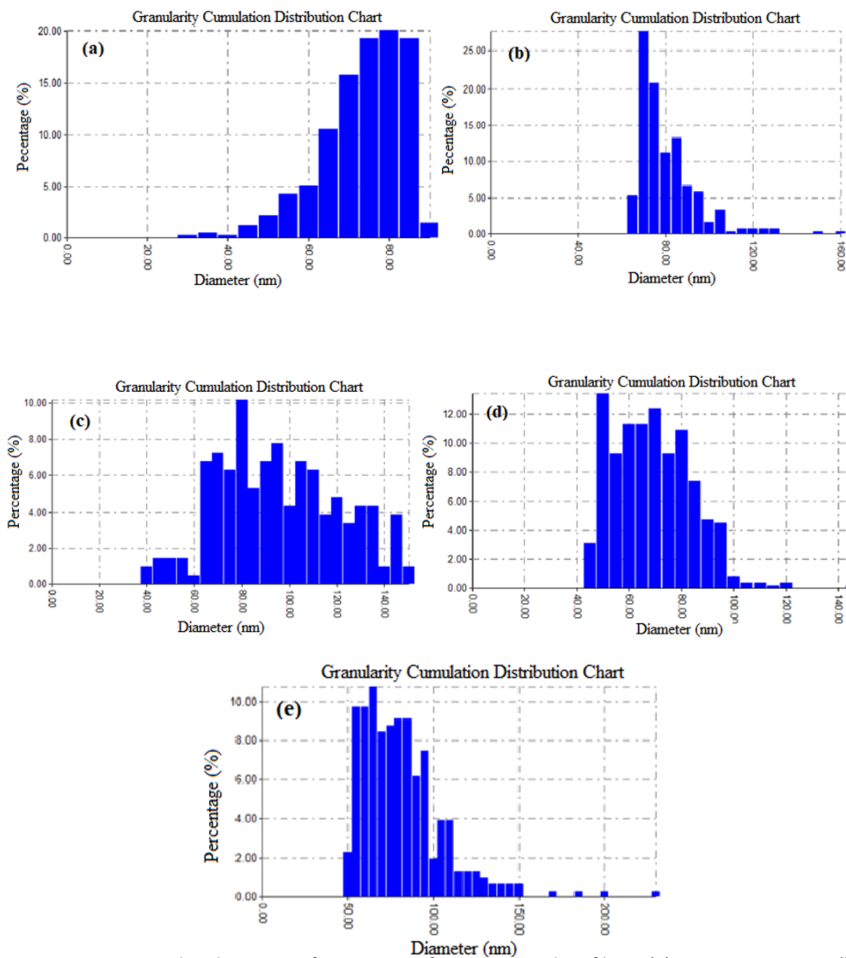 Granularity Cumulation Distribution Chart
(a)
Pecentage (%)
20.00
15.00
10.00
5.00
0.00
0.00 20.00 40.00 60.00 80.00
Diameter (nm)
Granularity Cumulation Distribution Chart
(b)
Pecentage (%)
25.00
20.00
15.00
10.00
5.00
0.00
0.00 40.00 80.00 120.00 160.00
Diameter (nm)
Granularity Cumulation Distribution Chart
(c)
Percentage (%)
10.00
8.00
6.00
4.00
2.00
0.00
0.00 20.00 40.00 60.00 80.00 100.00 120.00 140.00
Diameter (nm)
Granularity Cumulation Distribution Chart
(d)
Percentage (%)
12.00
10.00
8.00
6.00
4.00
2.00
0.00
0.00 20.00 40.00 60.00 80.00 100.00 120.00
Diameter (nm)
Granularity Cumulation Distribution Chart
(e)
Percentage (%)
10.00
8.00
6.00
4.00
2.00
0.00
0.00 50.00 100.00 150.00 200.00
Diameter (nm)